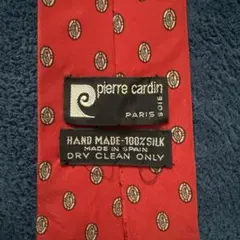 pierre cardin
PARIS SOIE
HAND MADE-100% SILK
MADE IN SPAIN
DRY CLEAN ONLY